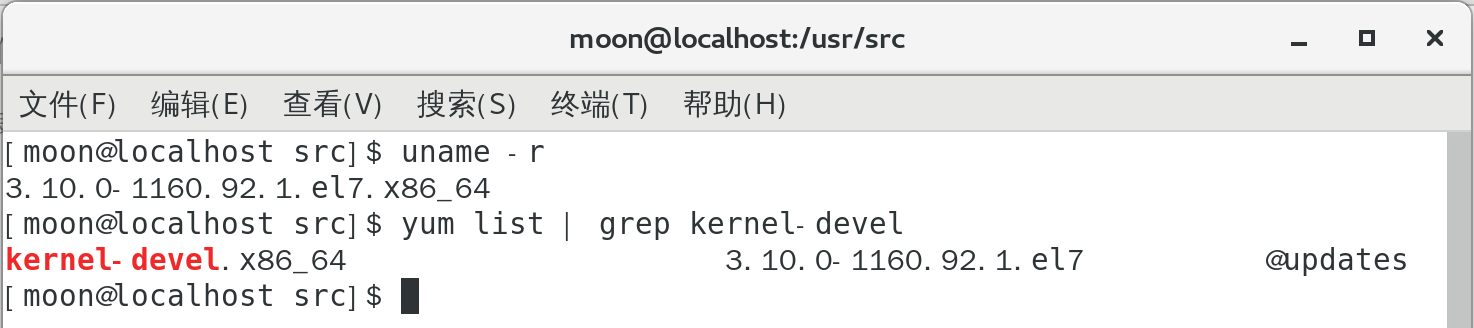 moon@localhost:/usr/src
文件(F) 编辑(E) 查看(V) 搜索(S) 终端(T) 帮助(H)
[moon@localhost src]$ uname -r
3.10.0-1160.92.1.el7.x86_64
[moon@localhost src]$ yum list | grep kernel-devel
kernel-devel.x86_64 3.10.0-1160.92.1.el7 @updates
[moon@localhost src]$